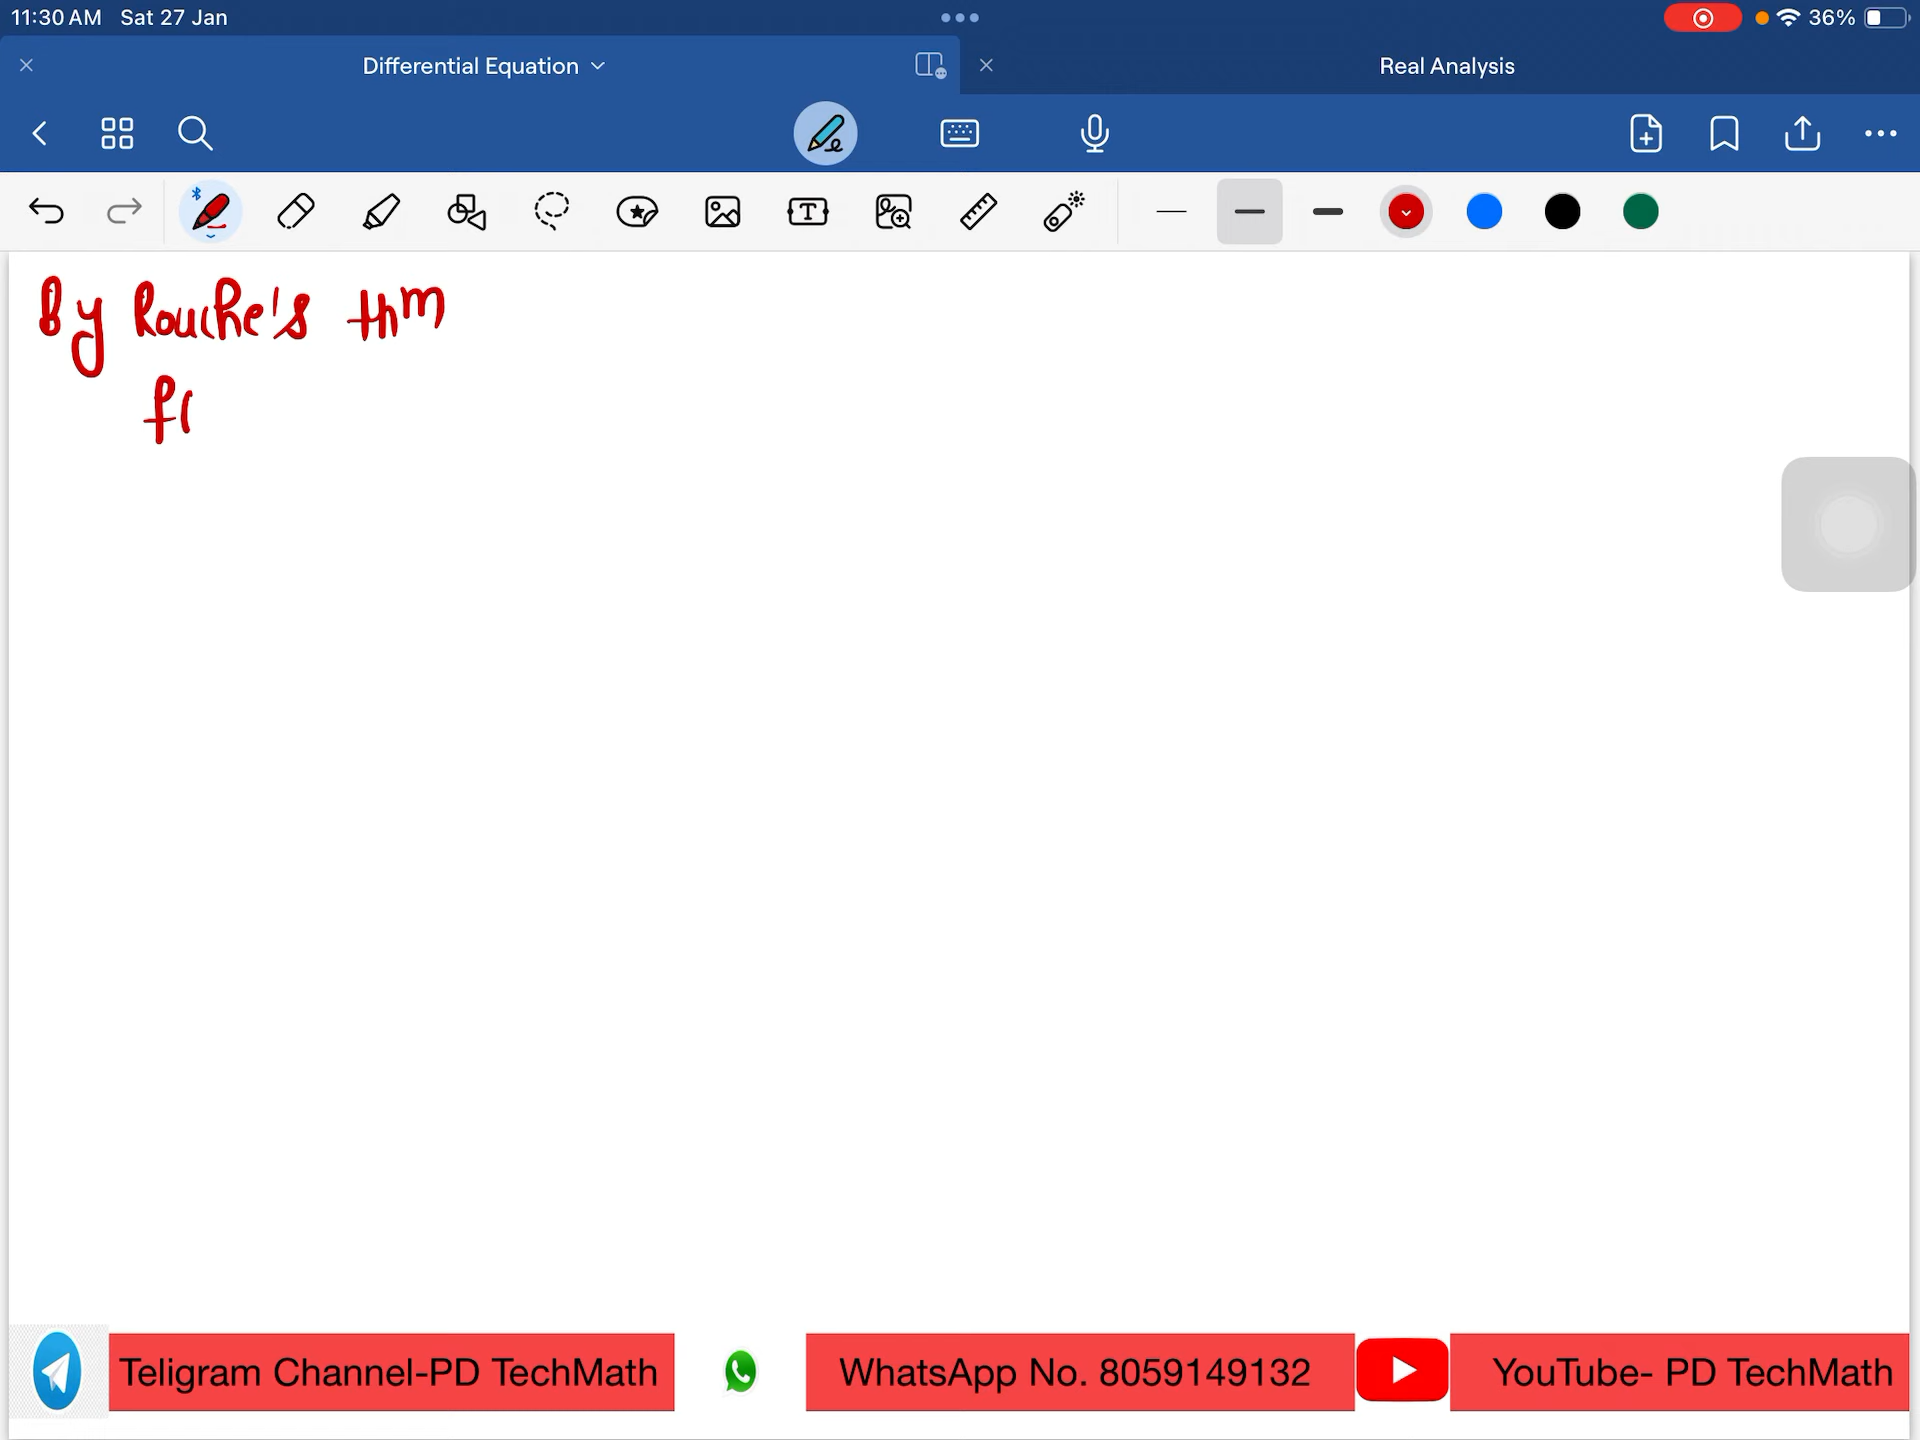 11:30 AM Sat 27 Jan
36%
Differential Equation
Real Analysis
By Rouche's thm
f(
Teligram Channel-PD TechMath
WhatsApp No. 8059149132
YouTube- PD TechMath